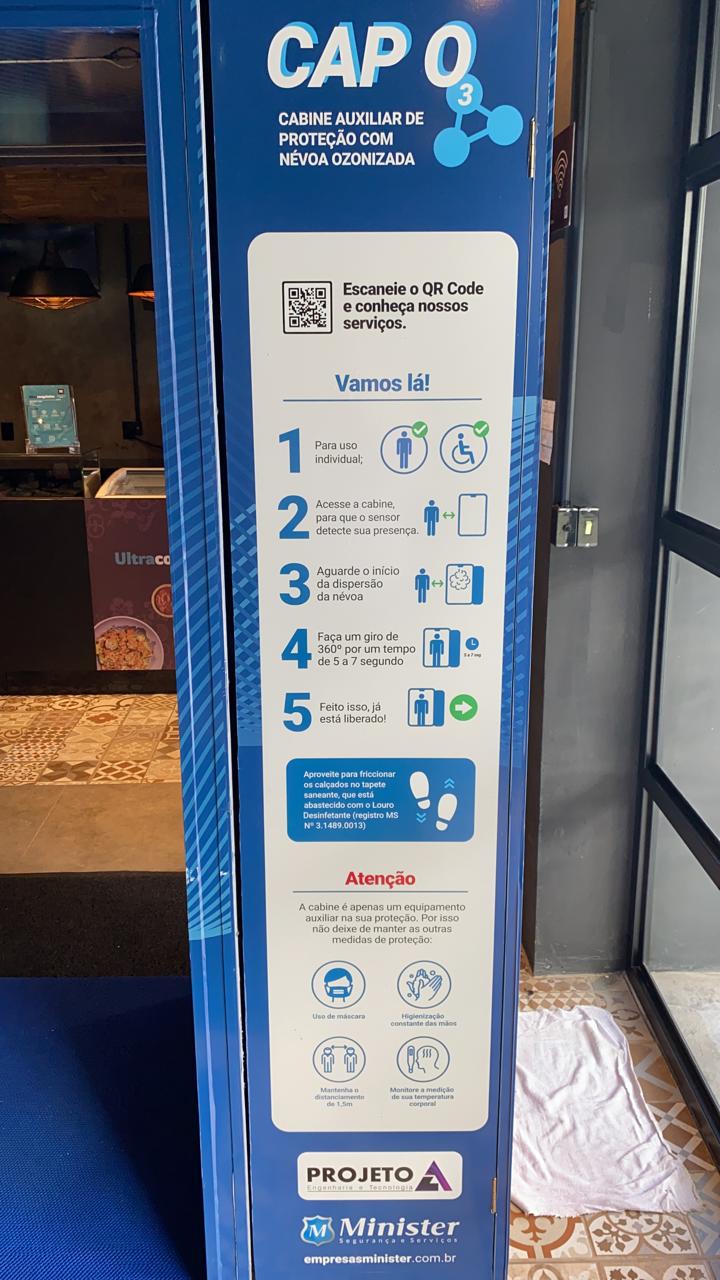 CAP O3
CABINE AUXILIAR DE
PROTEÇÃO COM
NÉVOA OZONIZADA
Escaneie o QR Code
e conheça nossos
serviços.
Vamos lá!
1 Para uso
individual;
2 Acesse a cabine,
para que o sensor
detecte sua presença.
3 Aguarde o início
da dispersão
da névoa
4 Faça um giro de
360º por um tempo
de 5 a 7 segundo
5 a 7 seg
5 Feito isso, já
está liberado!
Aproveite para friccionar
os calçados no tapete
saneante, que está
abastecido com o Louro
Desinfetante (registro MS
Nº 3.1489.0013)
Atenção
A cabine é apenas um equipamento
auxiliar na sua proteção. Por isso
não deixe de manter as outras
medidas de proteção:
Uso de máscara
Higienização
constante das mãos
Mantenha o
distanciamento
de 1,5m
Monitore a medição
de sua temperatura
corporal
PROJETO A
Engenharia e Tecnologia
M Minister
Segurança e Serviços
empresasminister.com.br
Ultraco